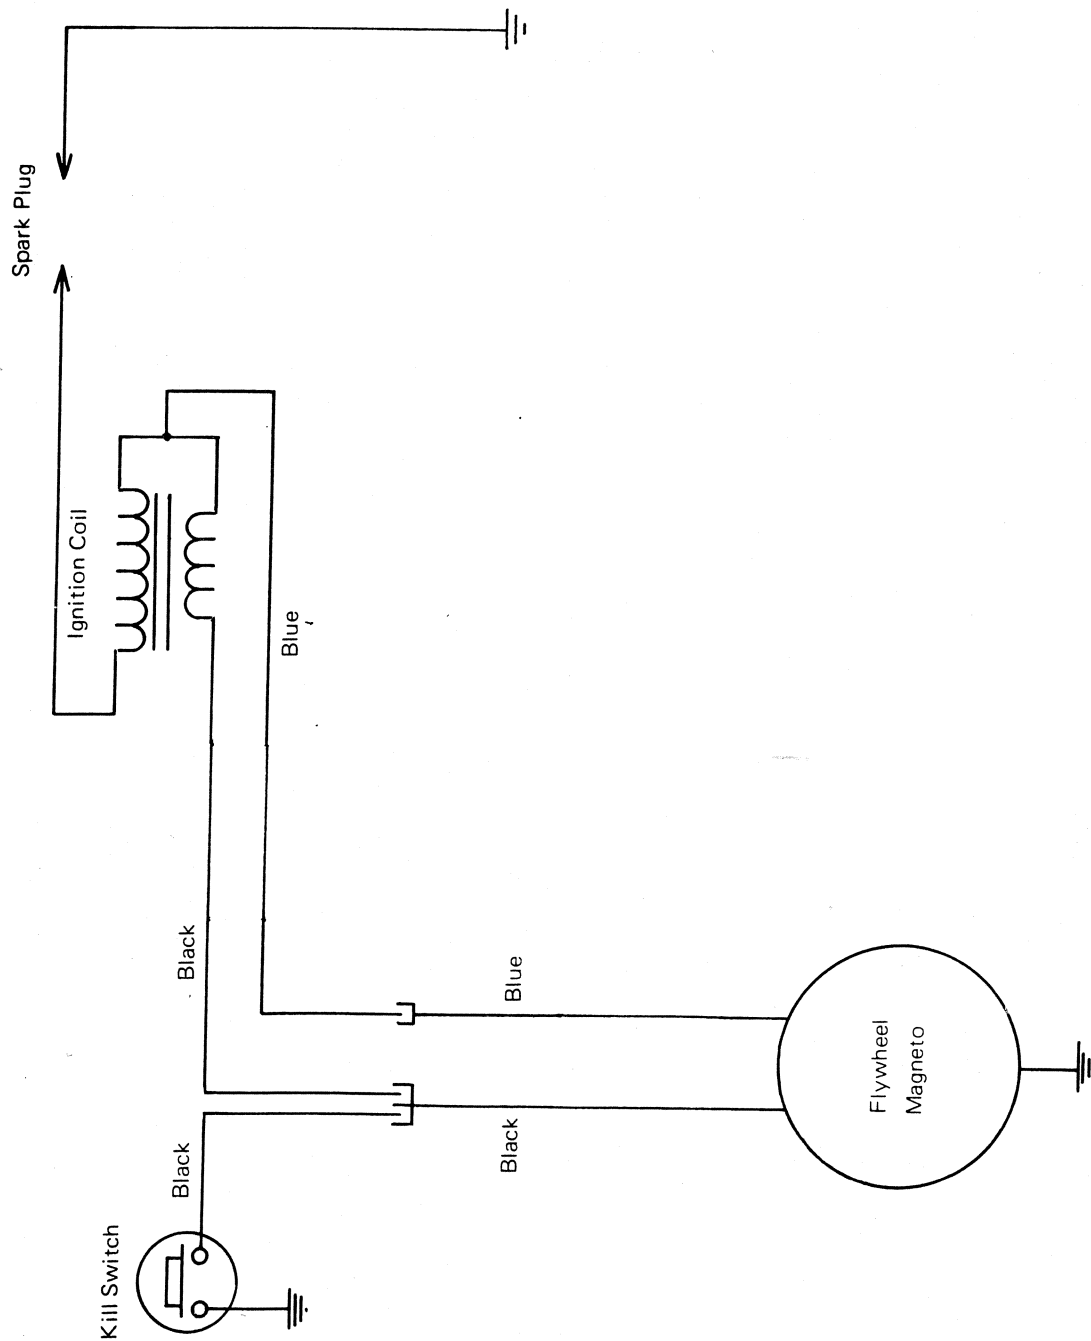 Spark Plug
Ignition Coil
Blue
Black
Blue
Black
Black
Kill Switch
Flywheel
Magneto